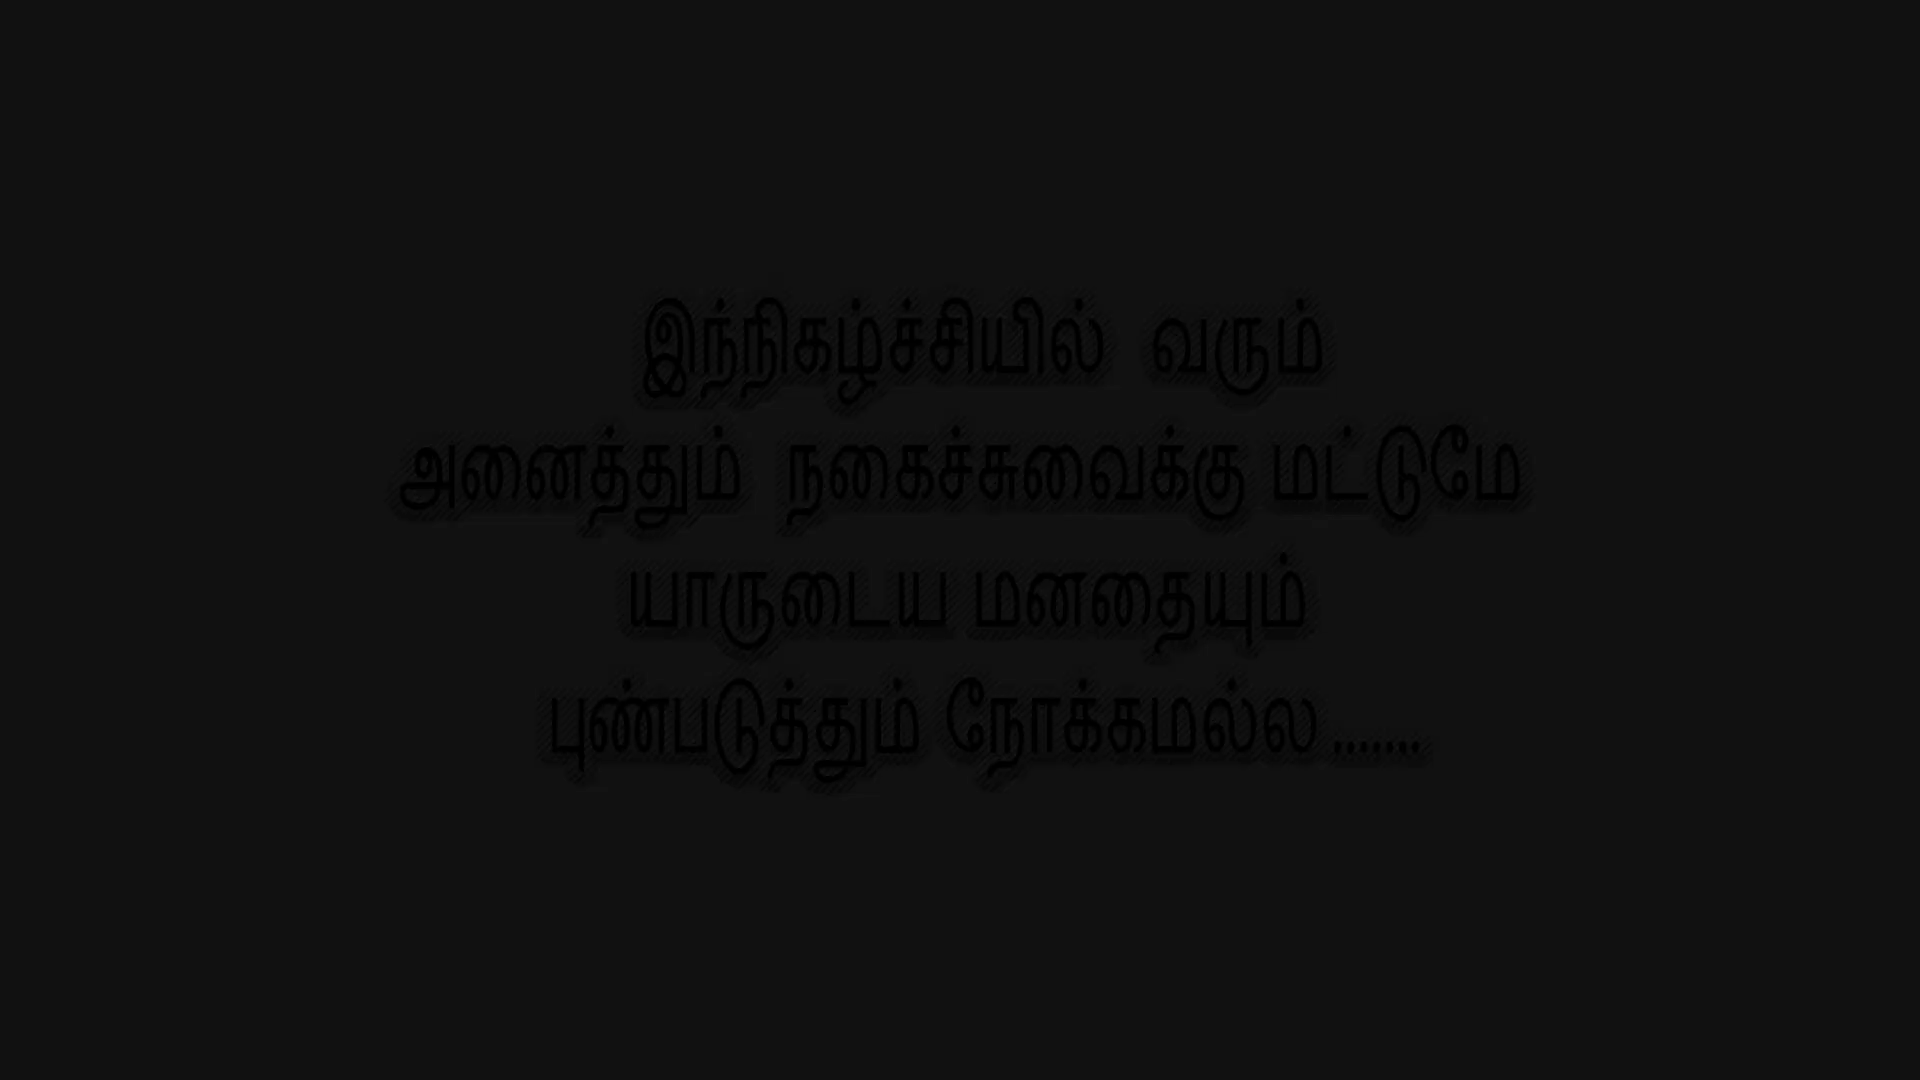 இந்நிகழ்ச்சியில் வரும்
அனைத்தும் நகைச்சுவைக்கு மட்டுமே
யாருடைய மனதையும்
புண்படுத்தும் நோக்கமல்ல.......